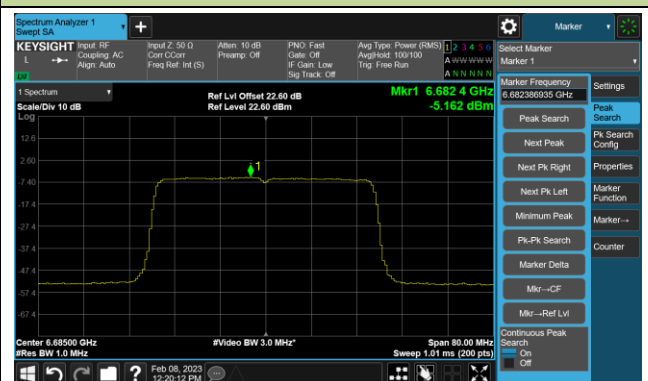 Spectrum Analyzer 1
Swept SA
Marker
KEYSIGHT
L
Input: RF
Coupling: AC
Align: Auto
Input Z: 50 Ω
Corr CCorr
Freq Ref: Int (S)
Atten: 10 dB
Preamp: Off
PNO: Fast
Gate: Off
IF Gain: Low
Sig Track: Off
Avg Type: Power (RMS)
Avg|Hold: 100/100
Trig: Free Run
1 2 3 4 5 6
A W W W W W
A N N N N N
Select Marker
Marker 1
1 Spectrum
Scale/Div 10 dB
Log
Ref Lvl Offset 22.60 dB
Ref Level 22.60 dBm
Mkr1 6.682 4 GHz
-5.162 dBm
12.6
2.60
-7.40
-17.4
-27.4
-37.4
-47.4
-57.4
-67.4
1
Center 6.68500 GHz
#Res BW 1.0 MHz
#Video BW 3.0 MHz*
Span 80.00 MHz
Sweep 1.01 ms (200 pts)
Marker Frequency
6.682386935 GHz
Peak Search
Next Peak
Next Pk Right
Next Pk Left
Minimum Peak
Pk-Pk Search
Marker Delta
Mkr→CF
Mkr→Ref Lvl
Continuous Peak
Search
On
Off
Settings
Peak
Search
Pk Search
Config
Properties
Marker
Function
Marker→
Counter
?
Feb 08, 2023
12:20:12 PM